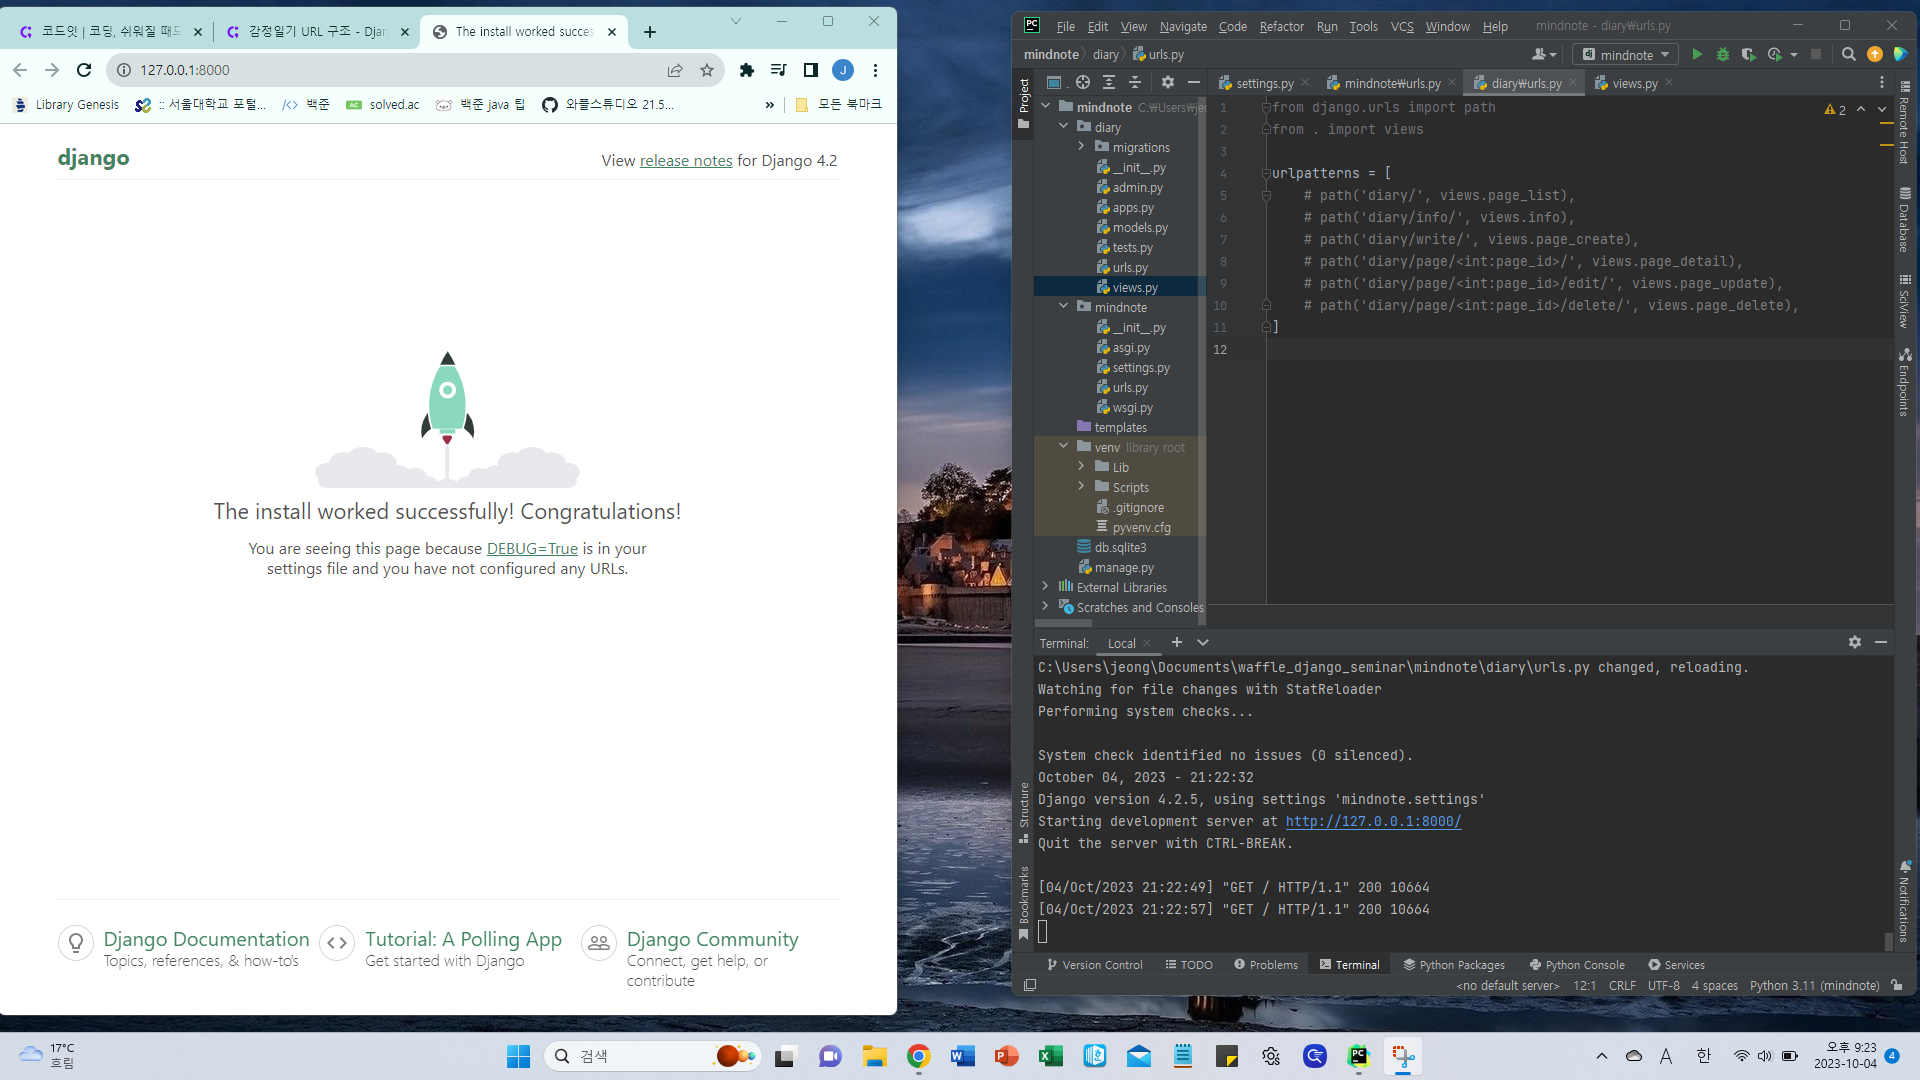 코드잇 | 코딩, 쉬워질 때도
감정일기 URL 구조 - Djan
The install worked succes
127.0.0.1:8000
J
Library Genesis
:: 서울대학교 포털...
백준
solved.ac
백준 java 팁
와플스튜디오 21.5...
»
모든 북마크
django
View release notes for Django 4.2
The install worked successfully! Congratulations!
You are seeing this page because DEBUG=True is in your
settings file and you have not configured any URLs.
Django Documentation
Topics, references, & how-to's
Tutorial: A Polling App
Get started with Django
Django Community
Connect, get help, or
contribute
PC
File Edit View Navigate Code Refactor Run Tools VCS Window Help
mindnote - diary₩urls.py
mindnote diary urls.py
dj mindnote
Project
settings.py
mindnote₩urls.py
diary₩urls.py
views.py
mindnote C:₩Users₩jeo
diary
migrations
__init__.py
admin.py
apps.py
models.py
tests.py
urls.py
views.py
mindnote
__init__.py
asgi.py
settings.py
urls.py
wsgi.py
templates
venv library root
Lib
Scripts
.gitignore
pyvenv.cfg
db.sqlite3
manage.py
External Libraries
Scratches and Consoles
1 from django.urls import path
2 from . import views
3
4 urlpatterns = [
5 # path('diary/', views.page_list),
6 # path('diary/info/', views.info),
7 # path('diary/write/', views.page_create),
8 # path('diary/page/<int:page_id>/', views.page_detail),
9 # path('diary/page/<int:page_id>/edit/', views.page_update),
10 # path('diary/page/<int:page_id>/delete/', views.page_delete),
11 ]
12
2
Remote Host
Database
SciView
Endpoints
Notifications
Structure
Bookmarks
Terminal: Local
C:\Users\jeong\Documents\waffle_django_seminar\mindnote\diary\urls.py changed, reloading.
Watching for file changes with StatReloader
Performing system checks...
System check identified no issues (0 silenced).
October 04, 2023 - 21:22:32
Django version 4.2.5, using settings 'mindnote.settings'
Starting development server at http://127.0.0.1:8000/
Quit the server with CTRL-BREAK.
[04/Oct/2023 21:22:49] "GET / HTTP/1.1" 200 10664
[04/Oct/2023 21:22:57] "GET / HTTP/1.1" 200 10664
Version Control TODO Problems Terminal Python Packages Python Console Services
<no default server> 12:1 CRLF UTF-8 4 spaces Python 3.11 (mindnote)
17°C
흐림
검색
A
한
오후 9:23
2023-10-04
4